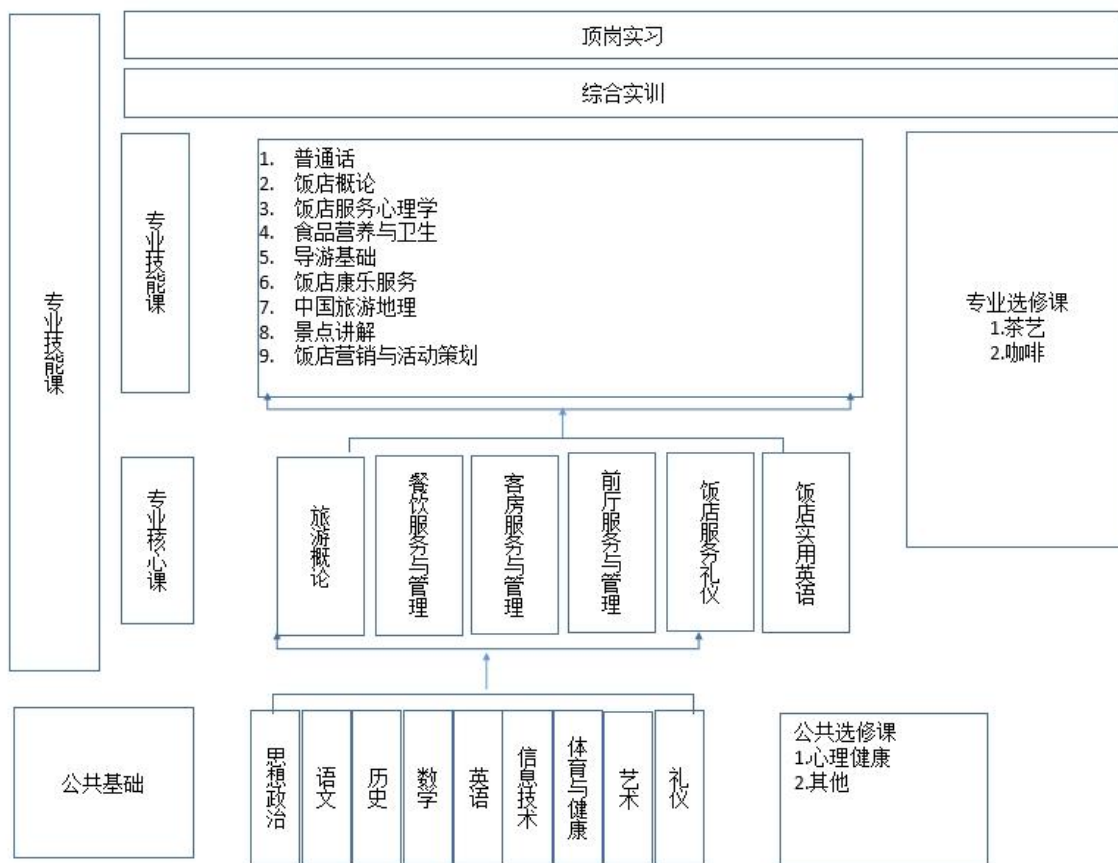 顶岗实习
综合实训
专业技能课
专业技能课
1. 普通话
2. 饭店概论
3. 饭店服务心理学
4. 食品营养与卫生
5. 导游基础
6. 饭店康乐服务
7. 中国旅游地理
8. 景点讲解
9. 饭店营销与活动策划
专业选修课
1.茶艺
2.咖啡
专业核心课
旅游概论
餐饮服务与管理
客房服务与管理
前厅服务与管理
饭店服务礼仪
饭店实用英语
公共基础
思想政治
语文
历史
数学
英语
信息技术
体育与健康
艺术
礼仪
公共选修课
1.心理健康
2.其他